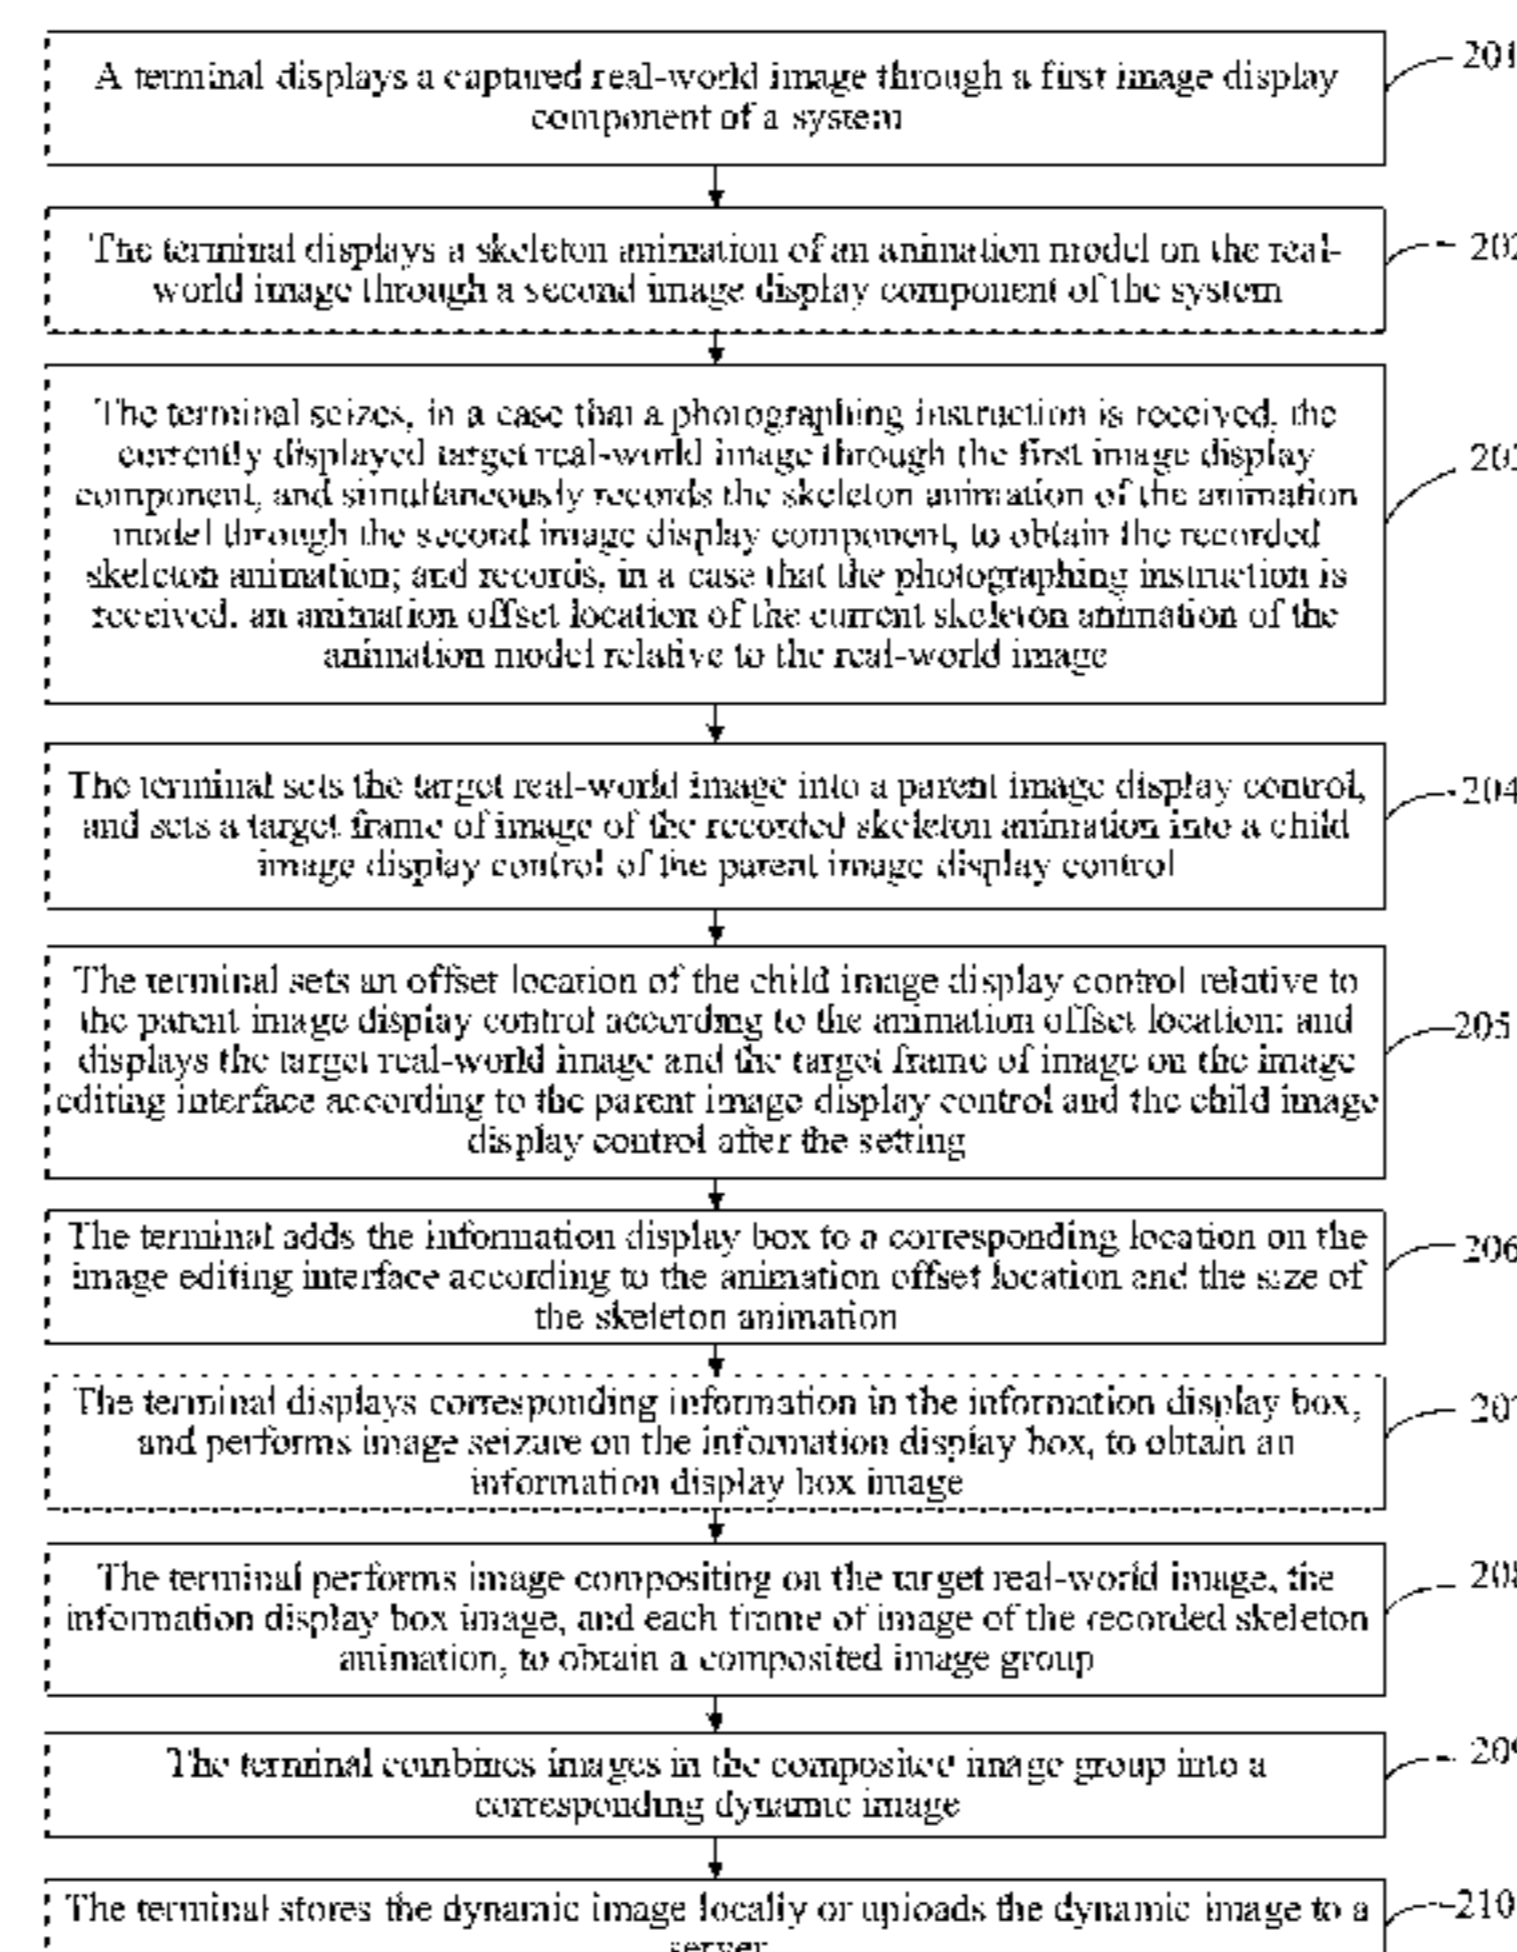 A terminal displays a captured real-world image through a first image display
component of a system
201
The terminal displays a skeleton animation of an animation model on the real-
world image through a second image display component of the system
202
The terminal seizes, in a case that a photographing instruction is received, the
currently displayed target real-world image through the first image display
component, and simultaneously records the skeleton animation of the animation
model through the second image display component, to obtain the recorded
skeleton animation; and records, in a case that the photographing instruction is
received, an animation offset location of the current skeleton animation of the
animation model relative to the real-world image
203
The terminal sets the target real-world image into a parent image display control,
and sets a target frame of image of the recorded skeleton animation into a child
image display control of the parent image display control
204
The terminal sets an offset location of the child image display control relative to
the parent image display control according to the animation offset location; and
displays the target real-world image and the target frame of image on the image
editing interface according to the parent image display control and the child image
display control after the setting
205
The terminal adds the information display box to a corresponding location on the
image editing interface according to the animation offset location and the size of
the skeleton animation
206
The terminal displays corresponding information in the information display box,
and performs image seizure on the information display box, to obtain an
information display box image
207
The terminal performs image compositing on the target real-world image, the
information display box image, and each frame of image of the recorded skeleton
animation, to obtain a composited image group
208
The terminal combines images in the composited image group into a
corresponding dynamic image
209
The terminal stores the dynamic image locally or uploads the dynamic image to a
server
210